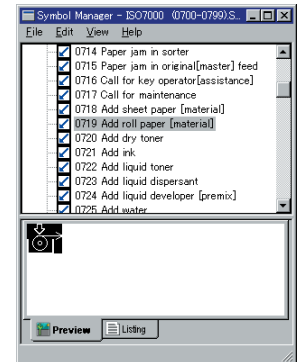 Symbol Manager - ISO7000 (0700-0799).S...
File Edit View Help
0714 Paper jam in sorter
0715 Paper jam in original[master] feed
0716 Call for key operator[assistance]
0717 Call for maintenance
0718 Add sheet paper [material]
0719 Add roll paper [material]
0720 Add dry toner
0721 Add ink
0722 Add liquid toner
0723 Add liquid dispersant
0724 Add liquid developer [premix]
0725 Add water
Preview Listing